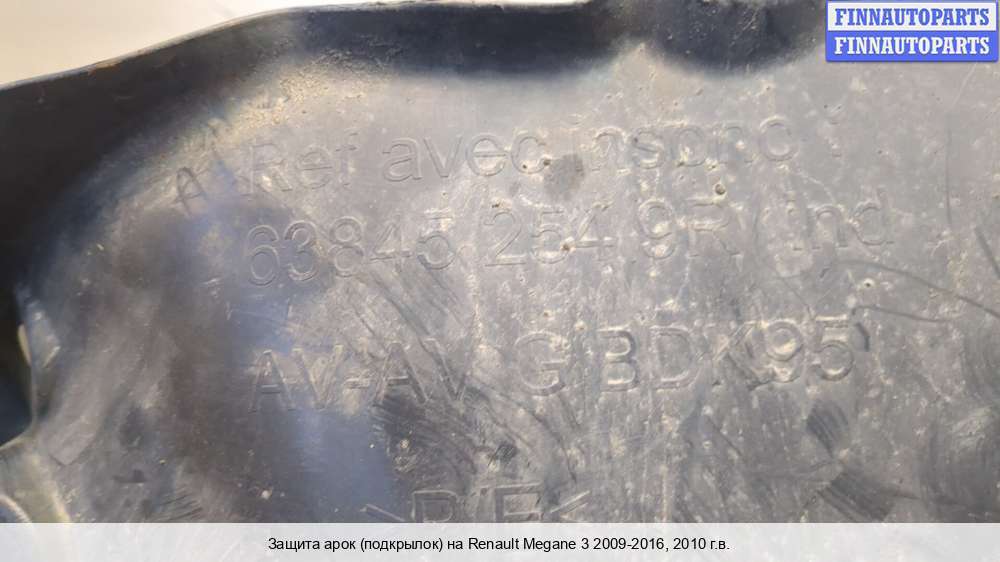 FINNAUTOPARTS
FINNAUTOPARTS
Ref avec insono
63845 254 9R Ind
AV-AV G BDX95
Защита арок (подкрылок) на Renault Megane 3 2009-2016, 2010 г.в.